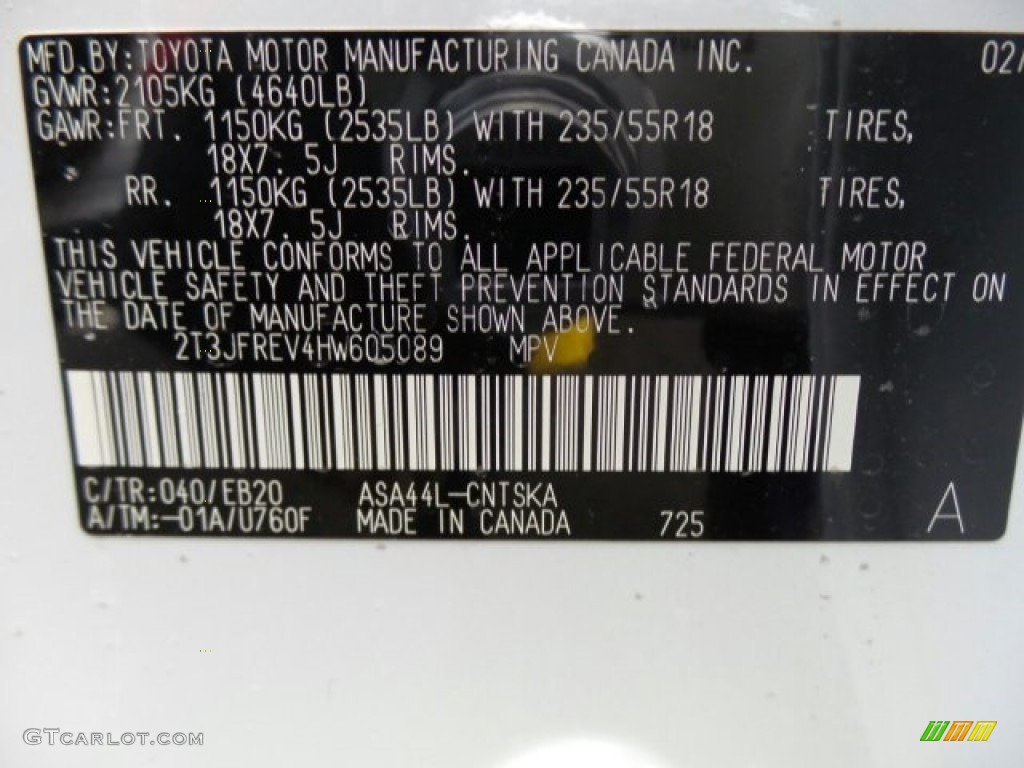 MFD.BY:TOYOTA MOTOR MANUFACTURING CANADA INC. 02/
GVWR:2105KG (4640LB)
GAWR:FRT. 1150KG (2535LB) WITH 235/55R18 TIRES,
18X7. 5J RIMS.
RR. 1150KG (2535LB) WITH 235/55R18 TIRES,
18X7. 5J RIMS.
THIS VEHICLE CONFORMS TO ALL APPLICABLE FEDERAL MOTOR
VEHICLE SAFETY AND THEFT PREVENTION STANDARDS IN EFFECT ON
THE DATE OF MANUFACTURE SHOWN ABOVE.
2T3JFREV4HW605089 MPV
C/TR:040/EB20 ASA44L-CNTSKA
A/TM:-01A/U760F MADE IN CANADA 725 A
GTCARLOT.COM